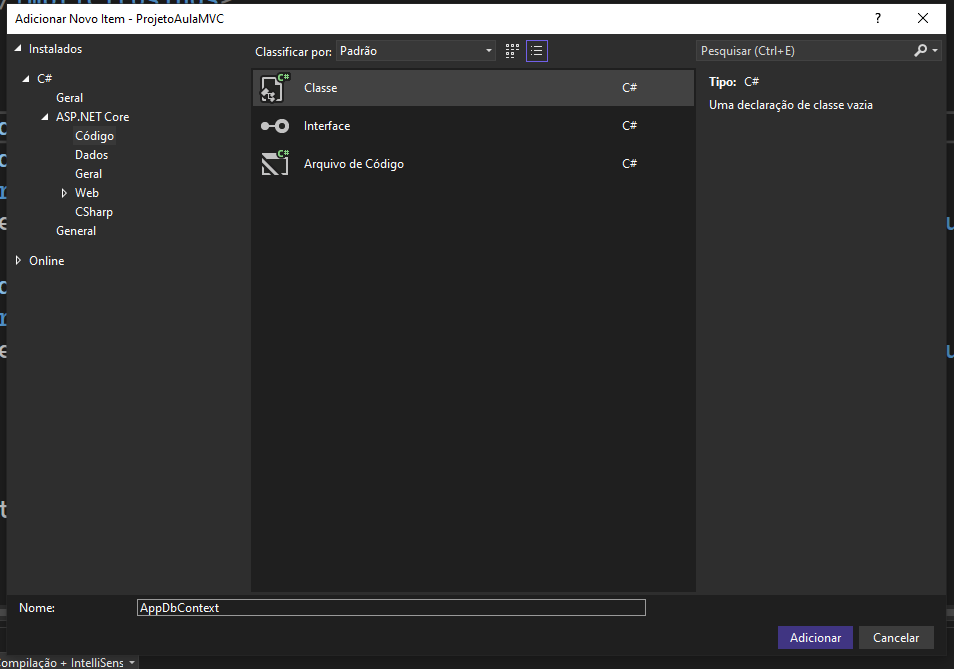 Adicionar Novo Item - ProjetoAulaMVC
?
Instalados
C#
Geral
ASP.NET Core
Código
Dados
Geral
Web
CSharp
General
Online
Classificar por: Padrão
Classe C#
Interface C#
Arquivo de Código C#
Pesquisar (Ctrl+E)
Tipo: C#
Uma declaração de classe vazia
Nome: AppDbContext
Adicionar Cancelar
ompilação + IntelliSens